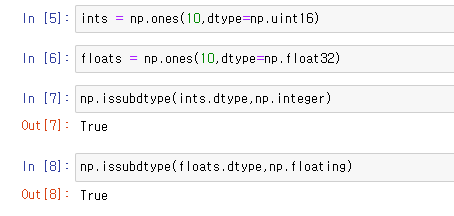 In [5]: ints = np.ones(10,dtype=np.uint16)
In [6]: floats = np.ones(10,dtype=np.float32)
In [7]: np.issubdtype(ints.dtype,np.integer)
Out[7]: True
In [8]: np.issubdtype(floats.dtype,np.floating)
Out[8]: True